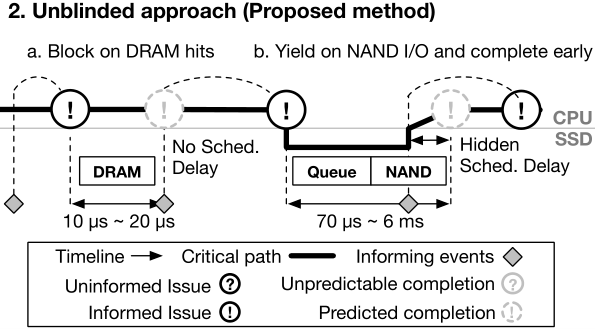 2. Unblinded approach (Proposed method)
a. Block on DRAM hits
b. Yield on NAND I/O and complete early
! ! ! ! !
CPU
SSD
No Sched.
Delay
Hidden
Sched. Delay
DRAM
Queue NAND
10 μs ~ 20 μs
70 μs ~ 6 ms
Timeline Critical path Informing events
Uninformed Issue ? Unpredictable completion ?
Informed Issue ! Predicted completion !